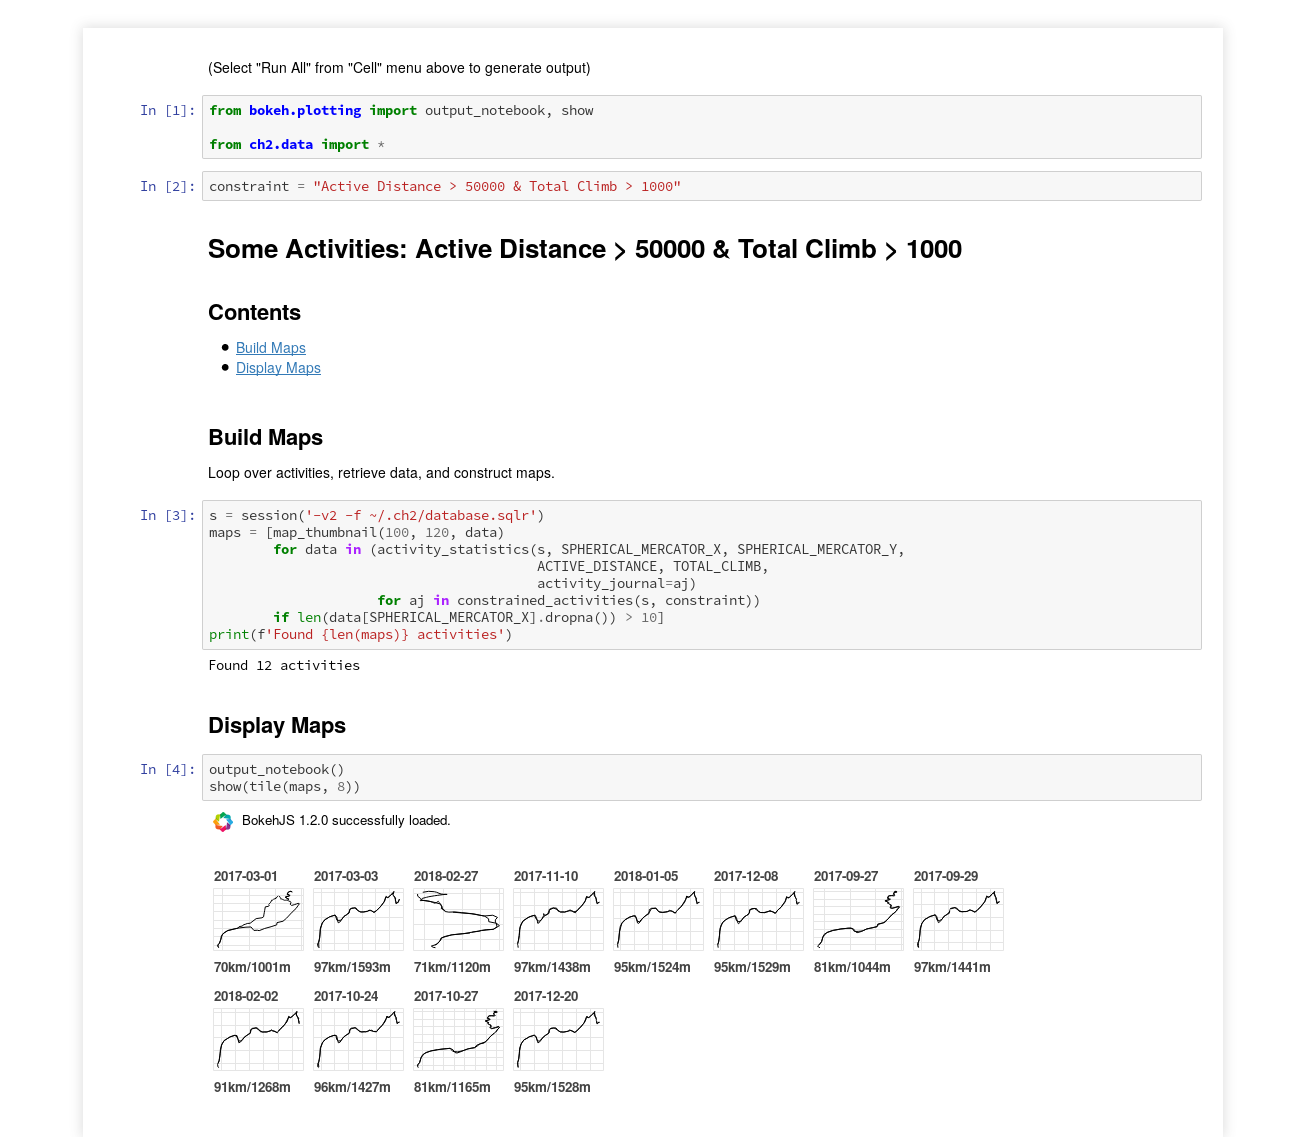 (Select "Run All" from "Cell" menu above to generate output)
In [1]: from bokeh.plotting import output_notebook, show
from ch2.data import *
In [2]: constraint = "Active Distance > 50000 & Total Climb > 1000"
Some Activities: Active Distance > 50000 & Total Climb > 1000
Contents
● Build Maps
● Display Maps
Build Maps
Loop over activities, retrieve data, and construct maps.
In [3]: s = session('-v2 -f ~/.ch2/database.sqlr')
maps = [map_thumbnail(100, 120, data)
        for data in (activity_statistics(s, SPHERICAL_MERCATOR_X, SPHERICAL_MERCATOR_Y,
                                         ACTIVE_DISTANCE, TOTAL_CLIMB,
                                         activity_journal=aj)
                     for aj in constrained_activities(s, constraint))
        if len(data[SPHERICAL_MERCATOR_X].dropna()) > 10]
print(f'Found {len(maps)} activities')
Found 12 activities
Display Maps
In [4]: output_notebook()
show(tile(maps, 8))
BokehJS 1.2.0 successfully loaded.
2017-03-01 2017-03-03 2018-02-27 2017-11-10 2018-01-05 2017-12-08 2017-09-27 2017-09-29
70km/1001m 97km/1593m 71km/1120m 97km/1438m 95km/1524m 95km/1529m 81km/1044m 97km/1441m
2018-02-02 2017-10-24 2017-10-27 2017-12-20
91km/1268m 96km/1427m 81km/1165m 95km/1528m